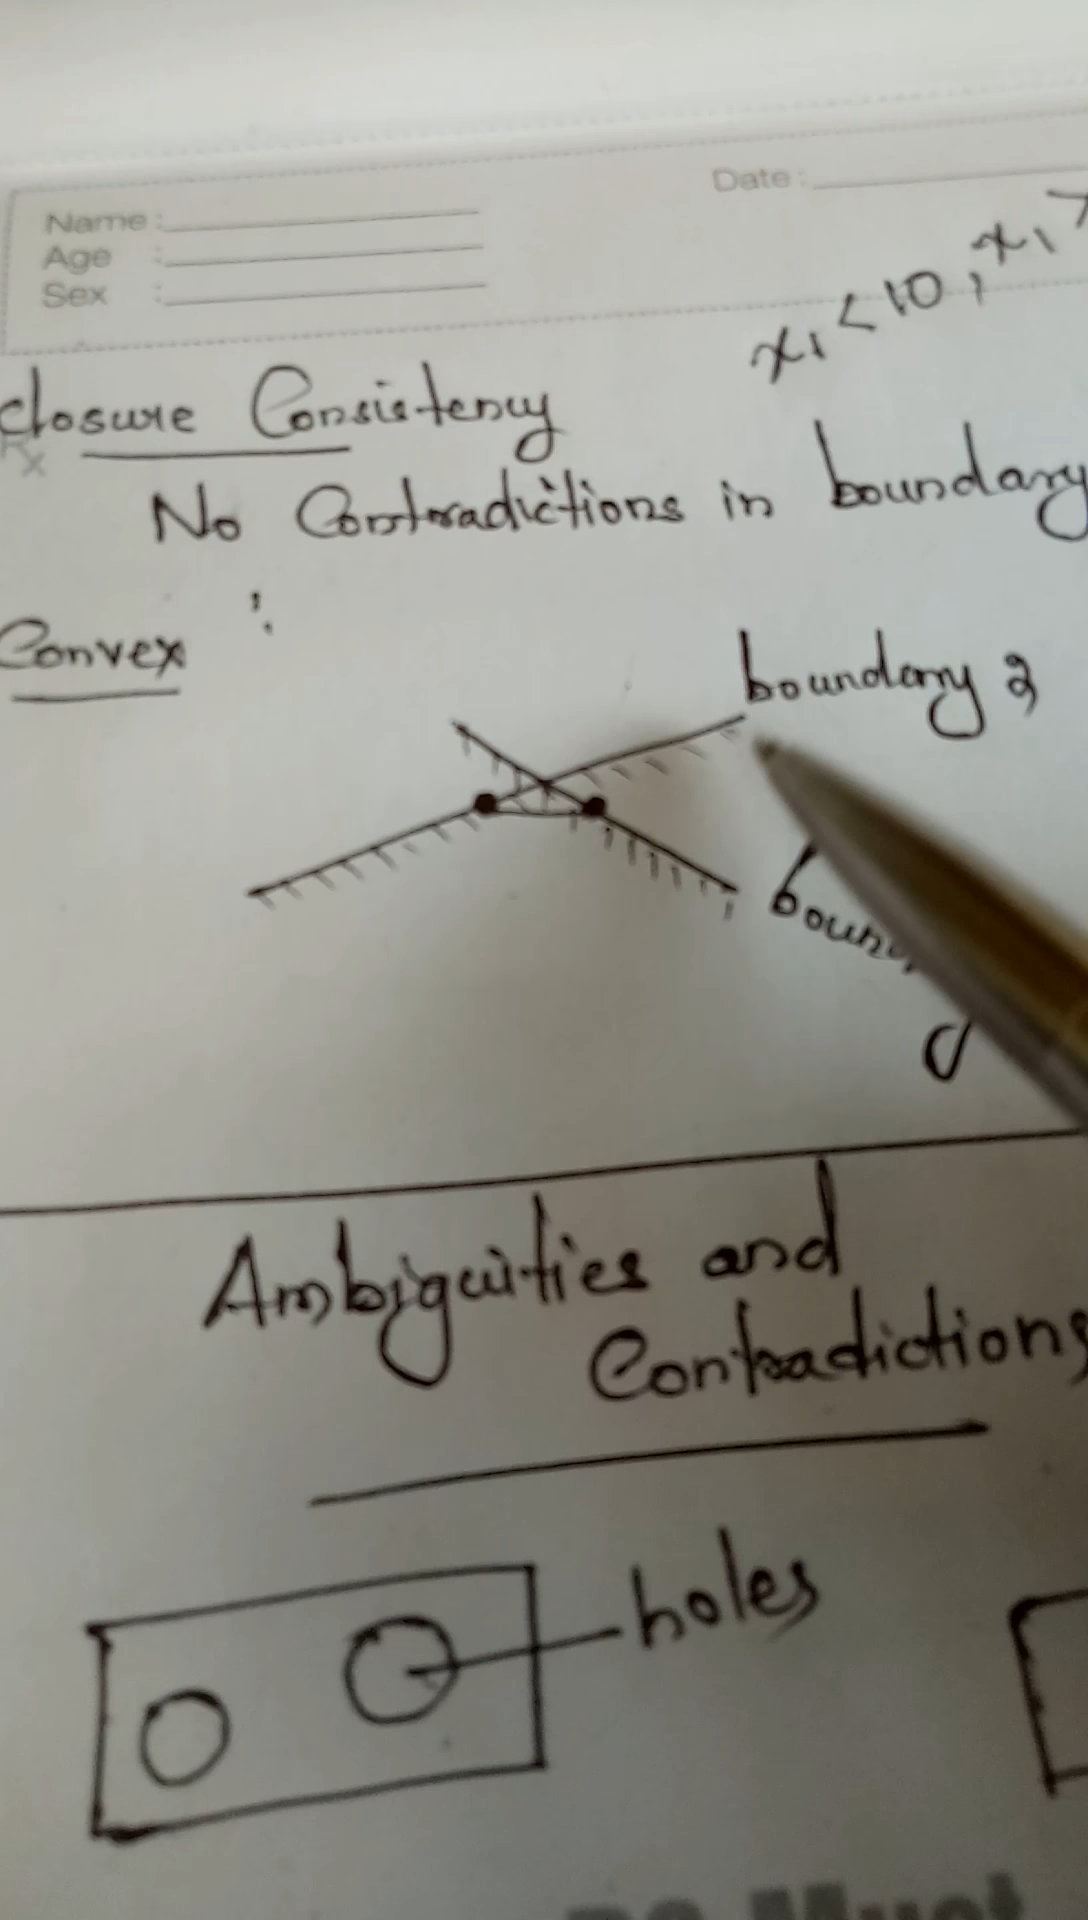 Date :
Name :
Age :
Sex :
x1 < 10, x1 >
Closure Consistency
No Contradictions in boundary
Convex :
boundary 2
Ambiguities and
Contradictions
holes
Must